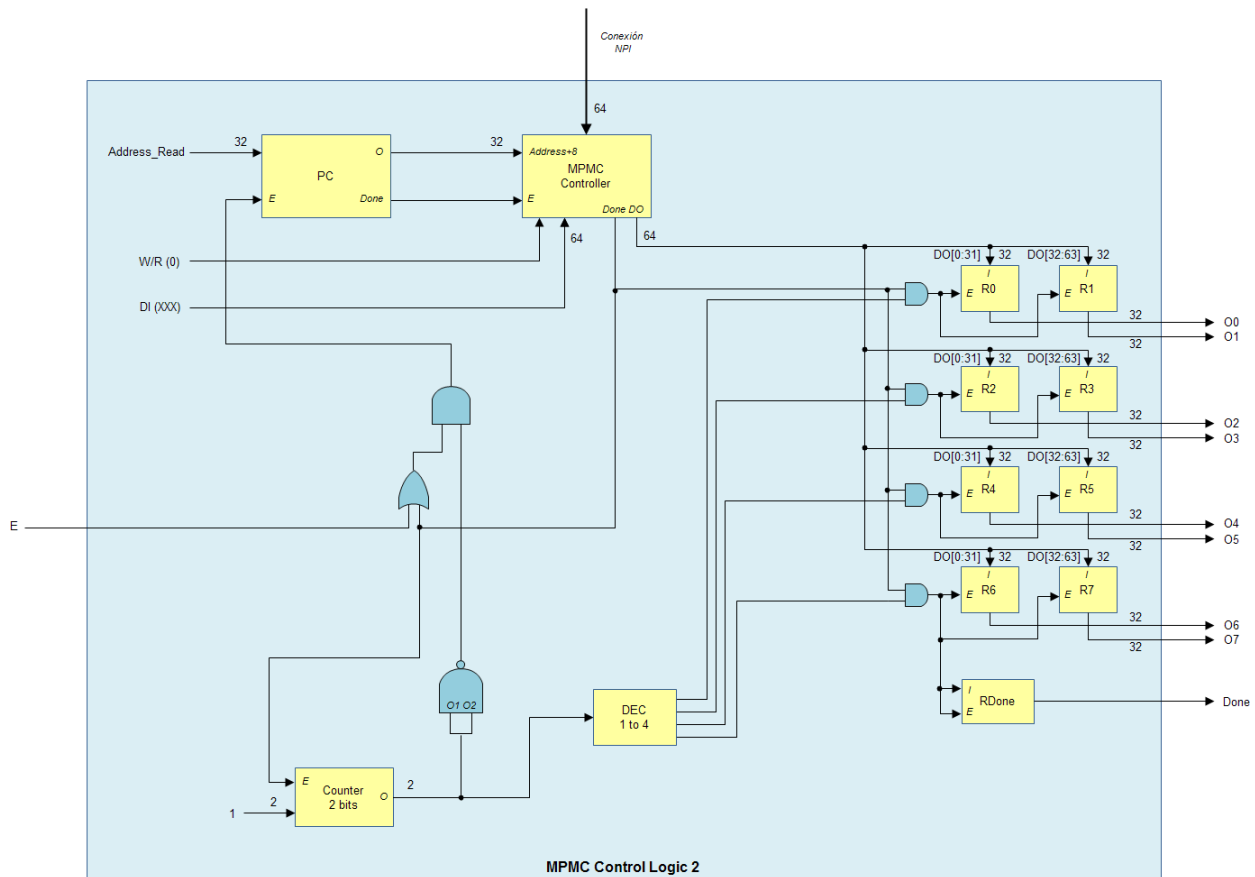 Conexión
NPI
64
Address_Read
32
O
PC
E
Done
32
Address+8
MPMC
Controller
E
Done DO
64
64
W/R (0)
DI (XXX)
DO[0:31]
32
DO[32:63]
32
I
E
R0
I
E
R1
32
O0
32
O1
DO[0:31]
32
DO[32:63]
32
I
E
R2
I
E
R3
32
O2
32
O3
DO[0:31]
32
DO[32:63]
32
I
E
R4
I
E
R5
32
O4
32
O5
DO[0:31]
32
DO[32:63]
32
I
E
R6
I
E
R7
32
O6
32
O7
E
O1 O2
DEC
1 to 4
I
E
RDone
Done
E
Counter
2 bits
O
2
1
2
MPMC Control Logic 2